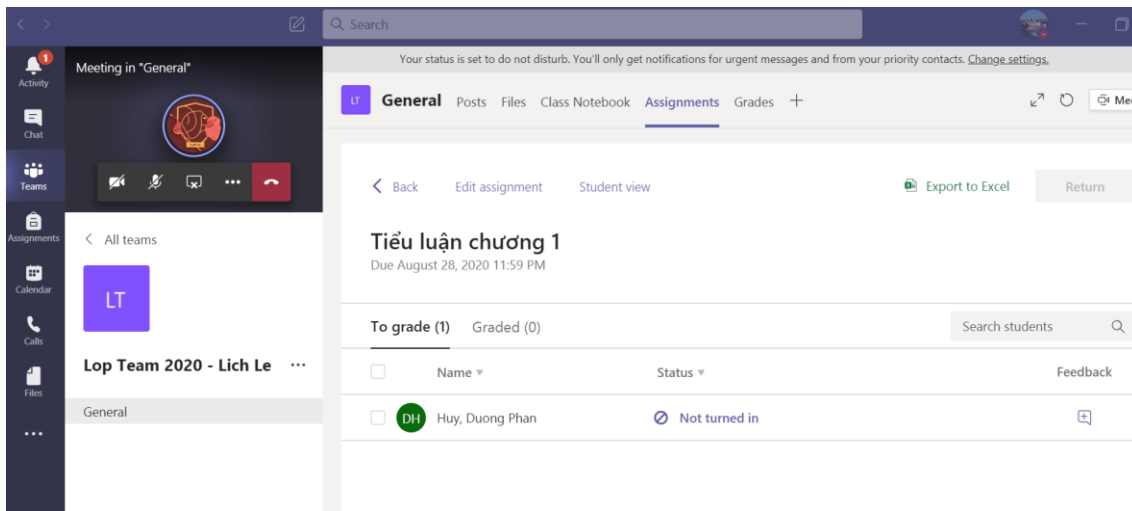 Search
1
Activity
Chat
Teams
Assignments
Calendar
Calls
Files
Meeting in "General"
All teams
LT
Lop Team 2020 - Lich Le
General
Your status is set to do not disturb. You'll only get notifications for urgent messages and from your priority contacts. Change settings.
LT General Posts Files Class Notebook Assignments Grades
Back Edit assignment Student view Export to Excel Return
Tiểu luận chương 1
Due August 28, 2020 11:59 PM
To grade (1) Graded (0) Search students
Name Status Feedback
DH Huy, Duong Phan Not turned in